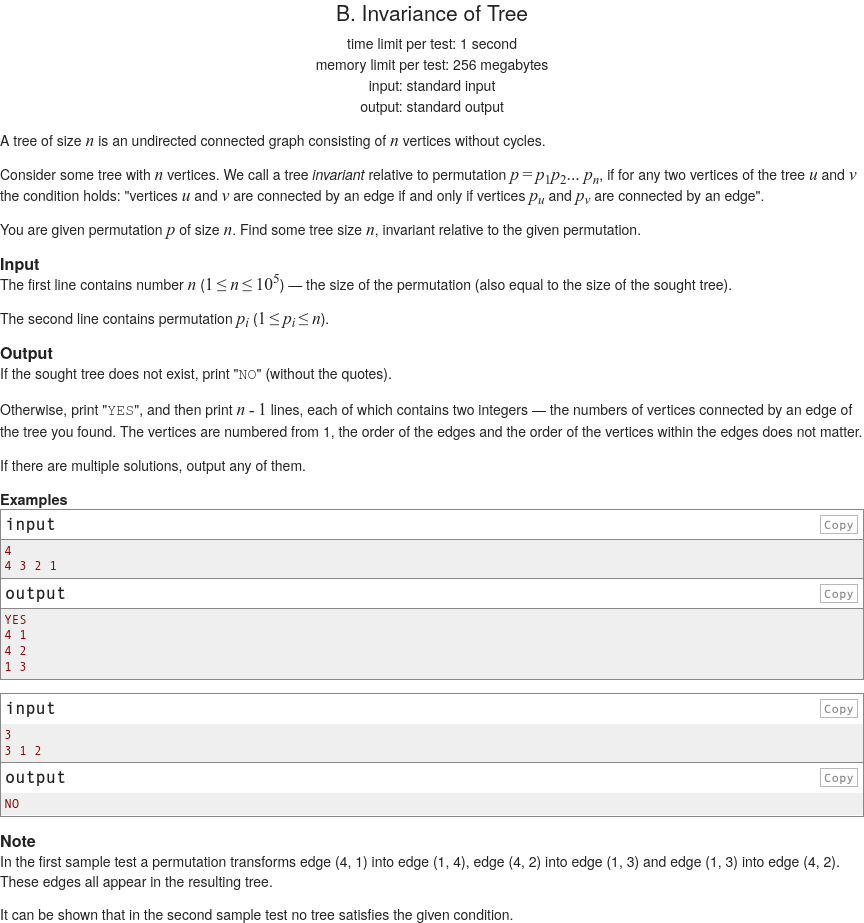 B. Invariance of Tree
time limit per test: 1 second
memory limit per test: 256 megabytes
input: standard input
output: standard output
A tree of size n is an undirected connected graph consisting of n vertices without cycles.
Consider some tree with n vertices. We call a tree invariant relative to permutation p = p₁p₂... pₙ, if for any two vertices of the tree u and v
the condition holds: "vertices u and v are connected by an edge if and only if vertices pᵤ and pᵥ are connected by an edge".
You are given permutation p of size n. Find some tree size n, invariant relative to the given permutation.
Input
The first line contains number n (1 ≤ n ≤ 10⁵) — the size of the permutation (also equal to the size of the sought tree).
The second line contains permutation pᵢ (1 ≤ pᵢ ≤ n).
Output
If the sought tree does not exist, print "NO" (without the quotes).
Otherwise, print "YES", and then print n - 1 lines, each of which contains two integers — the numbers of vertices connected by an edge of
the tree you found. The vertices are numbered from 1, the order of the edges and the order of the vertices within the edges does not matter.
If there are multiple solutions, output any of them.
Examples
input Copy
4
4 3 2 1
output Copy
YES
4 1
4 2
1 3
input Copy
3
3 1 2
output Copy
NO
Note
In the first sample test a permutation transforms edge (4, 1) into edge (1, 4), edge (4, 2) into edge (1, 3) and edge (1, 3) into edge (4, 2).
These edges all appear in the resulting tree.
It can be shown that in the second sample test no tree satisfies the given condition.